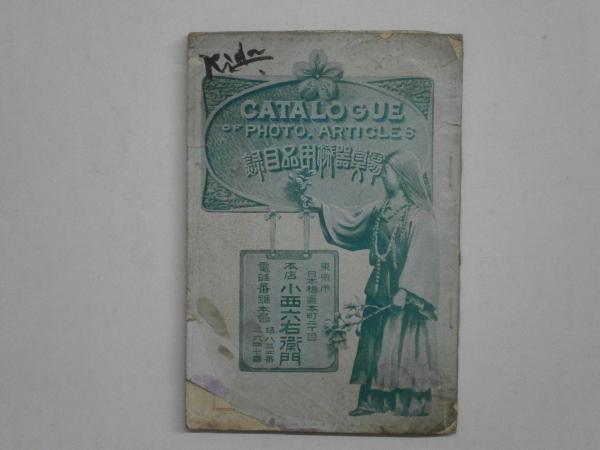 Kida
CATALOGUE
OF PHOTO. ARTICLES
寫真器械用品目録
東京市
日本橋區本町二丁目
本店 小西六右衛門
電話番號本局